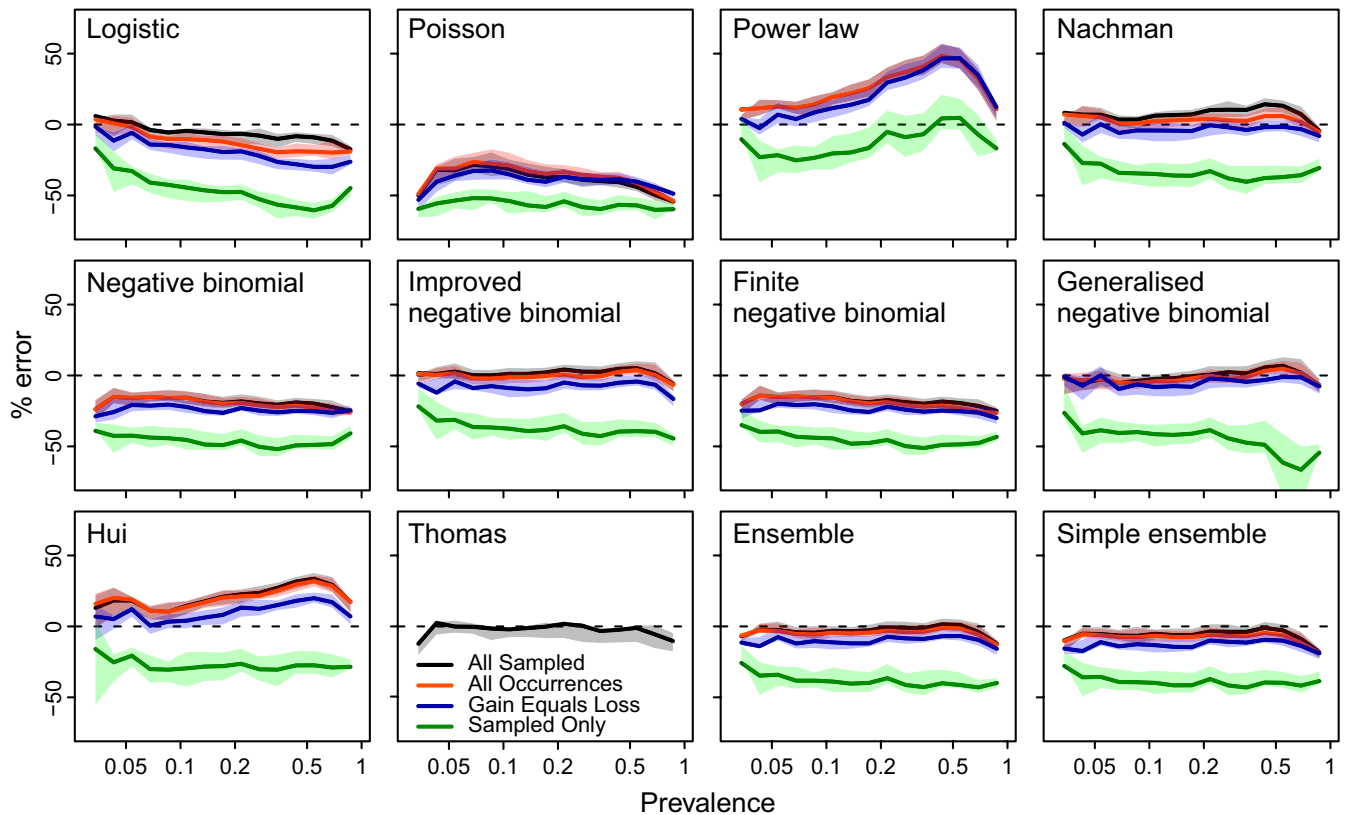 Logistic
Poisson
Power law
Nachman
50
0
−50
Negative binomial
Improved
negative binomial
Finite
negative binomial
Generalised
negative binomial
50
0
−50
% error
Hui
Thomas
Ensemble
Simple ensemble
50
0
−50
All Sampled
All Occurrences
Gain Equals Loss
Sampled Only
0.05 0.1 0.2 0.5 1
0.05 0.1 0.2 0.5 1
0.05 0.1 0.2 0.5 1
0.05 0.1 0.2 0.5 1
Prevalence